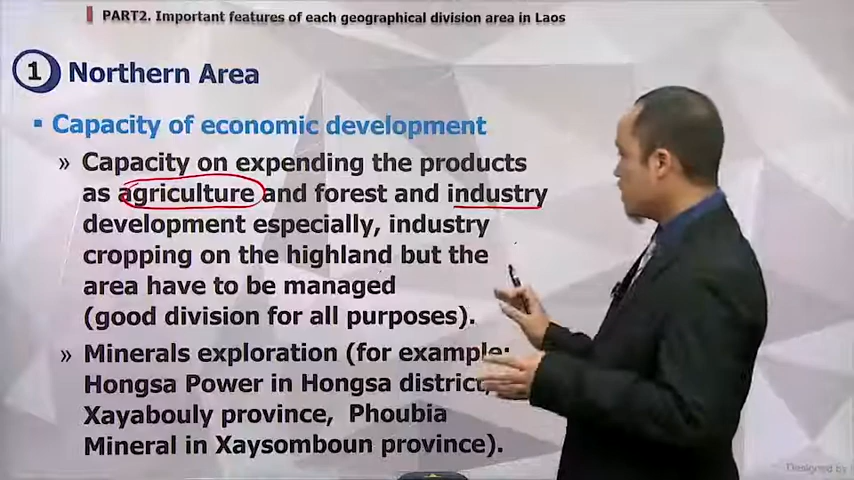 PART2. Important features of each geographical division area in Laos
1 Northern Area
▪ Capacity of economic development
» Capacity on expending the products
as agriculture and forest and industry
development especially, industry
cropping on the highland but the
area have to be managed
(good division for all purposes).
» Minerals exploration (for example:
Hongsa Power in Hongsa district,
Xayabouly province, Phoubia
Mineral in Xaysomboun province).
Designed by